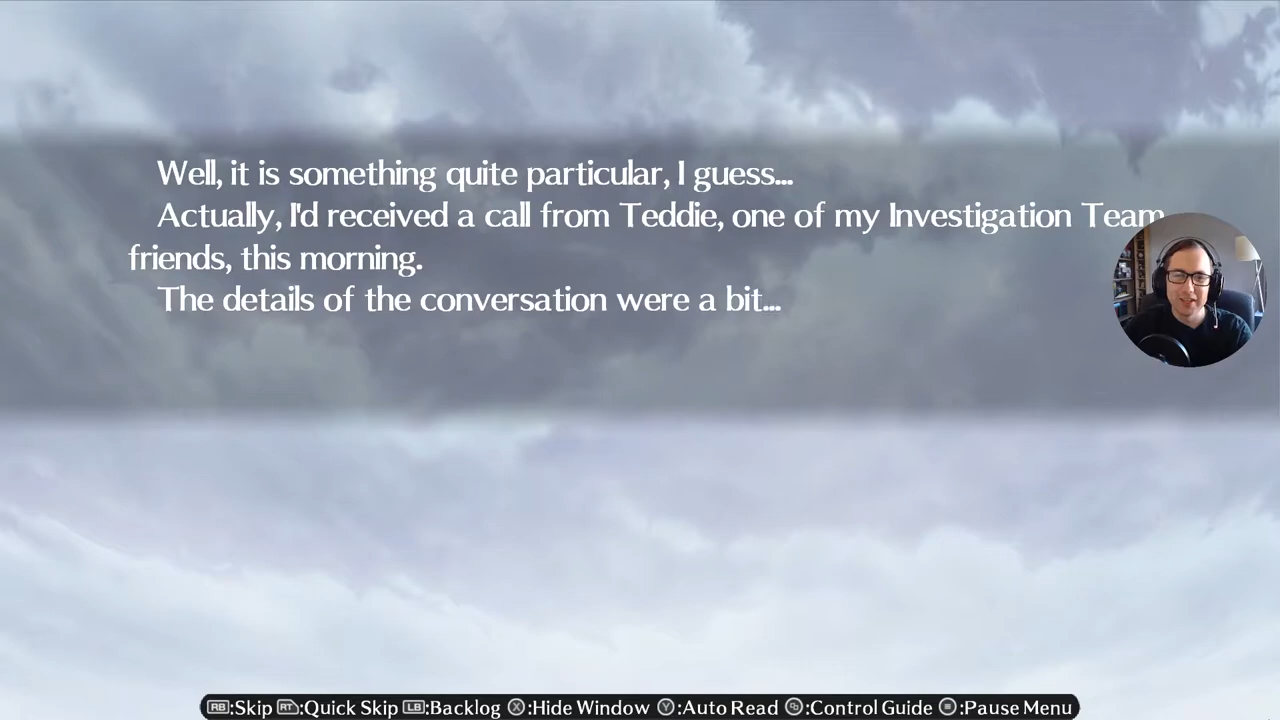 Well, it is something quite particular, I guess...
Actually, I'd received a call from Teddie, one of my Investigation Team
friends, this morning.
The details of the conversation were a bit...
RB:Skip RT:Quick Skip LB:Backlog X:Hide Window Y:Auto Read :Control Guide :Pause Menu